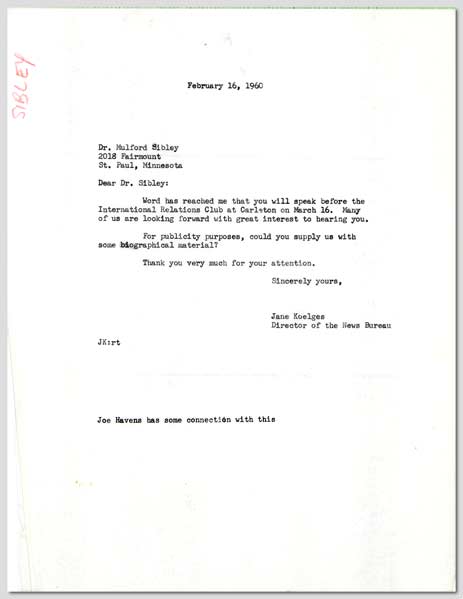 SIBLEY
February 16, 1960
Dr. Mulford Sibley
2018 Fairmount
St. Paul, Minnesota
Dear Dr. Sibley:
Word has reached me that you will speak before the
International Relations Club at Carleton on March 16. Many
of us are looking forward with great interest to hearing you.
For publicity purposes, could you supply us with
some biographical material?
Thank you very much for your attention.
Sincerely yours,
Jane Koelges
Director of the News Bureau
JK:rt
Joe Havens has some connection with this